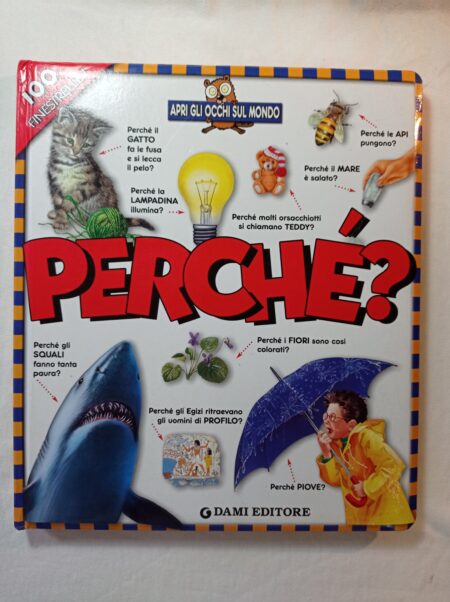 100
FINESTRELLE
APRI GLI OCCHI SUL MONDO
Perché il
GATTO
fa le fusa
e si lecca
il pelo?
Perché la
LAMPADINA
illumina?
Perché le API
pungono?
Perché il MARE
è salato?
Perché molti orsacchiotti
si chiamano TEDDY?
PERCHÉ?
Perché gli
SQUALI
fanno tanta
paura?
Perché i FIORI sono così
colorati?
Perché gli Egizi ritraevano
gli uomini di PROFILO?
Perché PIOVE?
DAMI EDITORE